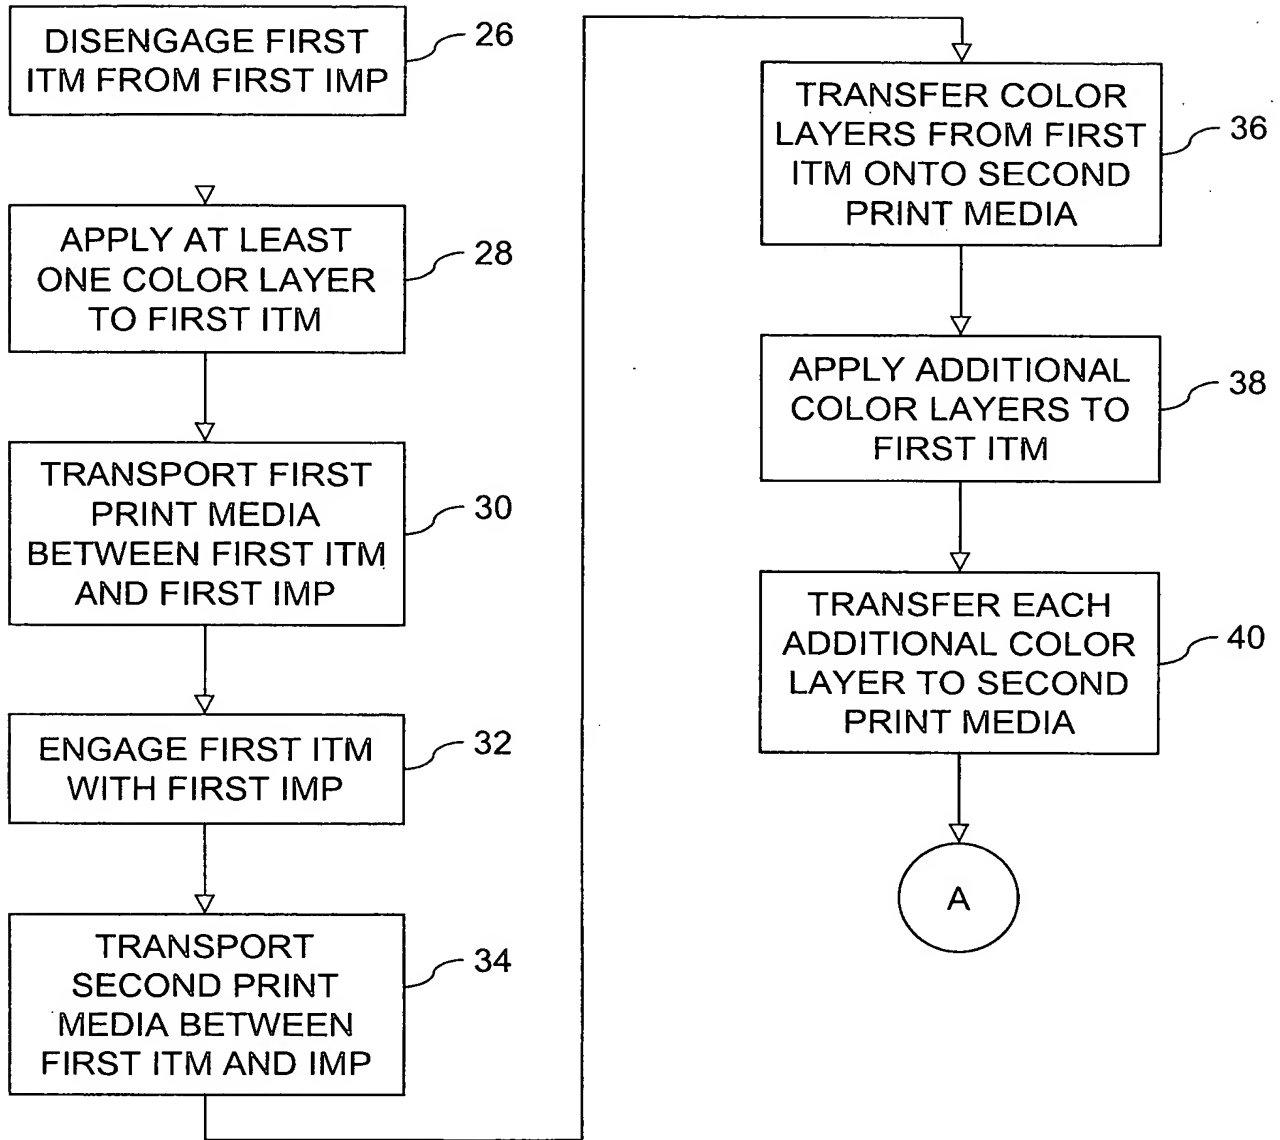 DISENGAGE FIRST
ITM FROM FIRST IMP
26
APPLY AT LEAST
ONE COLOR LAYER
TO FIRST ITM
28
TRANSPORT FIRST
PRINT MEDIA
BETWEEN FIRST ITM
AND FIRST IMP
30
ENGAGE FIRST ITM
WITH FIRST IMP
32
TRANSPORT
SECOND PRINT
MEDIA BETWEEN
FIRST ITM AND IMP
34
TRANSFER COLOR
LAYERS FROM FIRST
ITM ONTO SECOND
PRINT MEDIA
36
APPLY ADDITIONAL
COLOR LAYERS TO
FIRST ITM
38
TRANSFER EACH
ADDITIONAL COLOR
LAYER TO SECOND
PRINT MEDIA
40
A